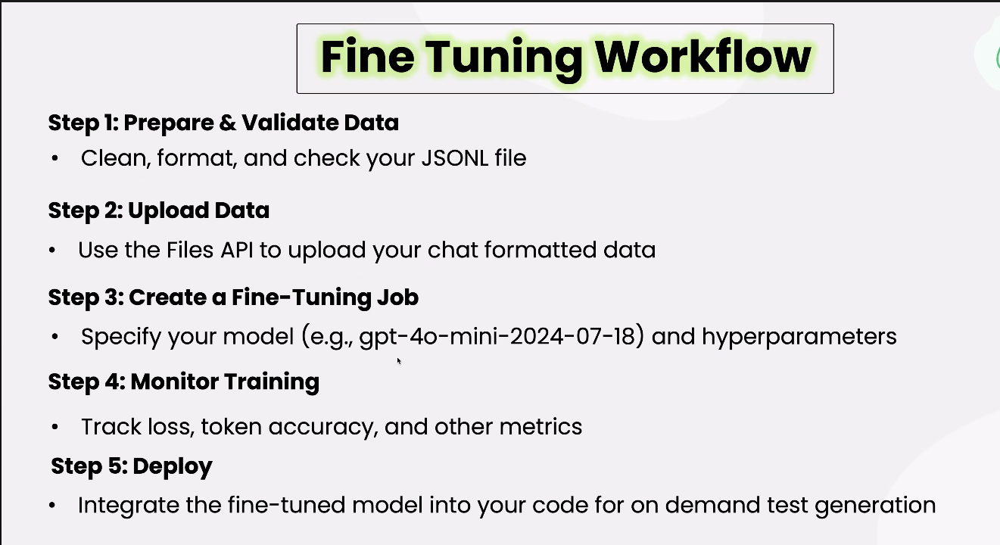 Fine Tuning Workflow
Step 1: Prepare & Validate Data
• Clean, format, and check your JSONL file
Step 2: Upload Data
• Use the Files API to upload your chat formatted data
Step 3: Create a Fine-Tuning Job
• Specify your model (e.g., gpt-4o-mini-2024-07-18) and hyperparameters
Step 4: Monitor Training
• Track loss, token accuracy, and other metrics
Step 5: Deploy
• Integrate the fine-tuned model into your code for on demand test generation